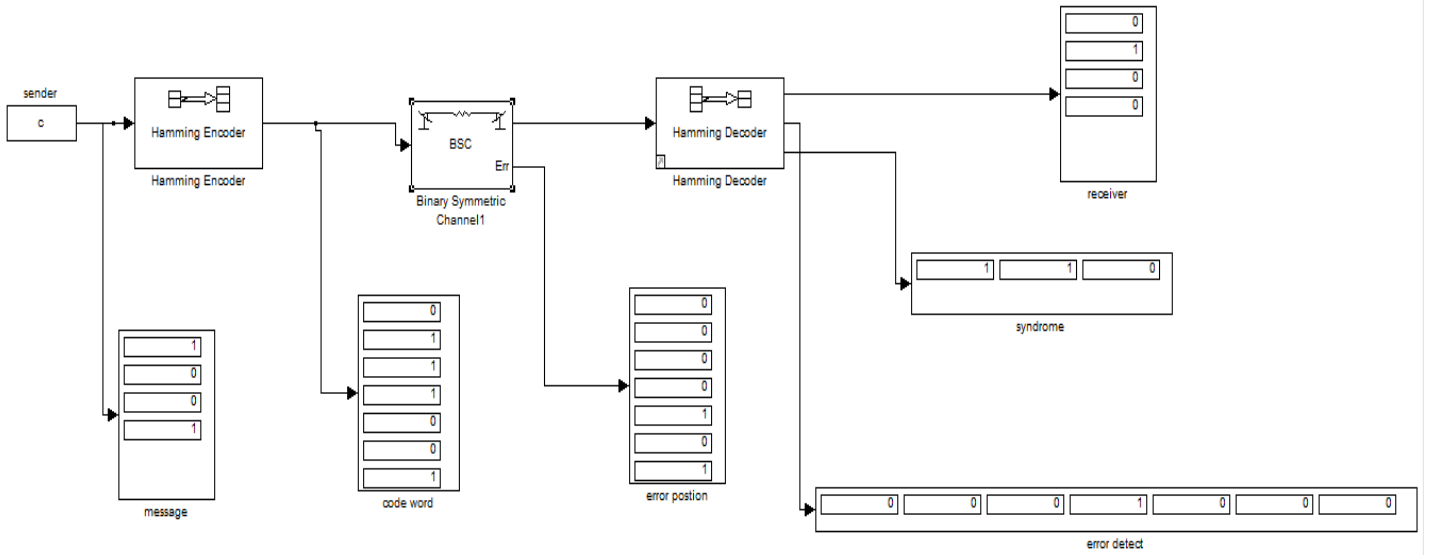 sender
c
Hamming Encoder
Hamming Encoder
BSC
Err
Binary Symmetric
Channel1
Hamming Decoder
Hamming Decoder
0
1
0
0
receiver
1 1 0
syndrome
1
0
0
1
message
0
1
1
1
0
0
1
code word
0
0
0
0
1
0
1
error postion
0 0 0 1 0 0 0
error detect